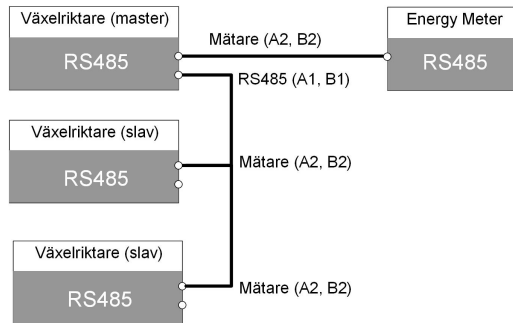 Växelriktare (master)
RS485
Mätare (A2, B2)
Energy Meter
RS485
RS485 (A1, B1)
Växelriktare (slav)
RS485
Mätare (A2, B2)
Växelriktare (slav)
RS485
Mätare (A2, B2)